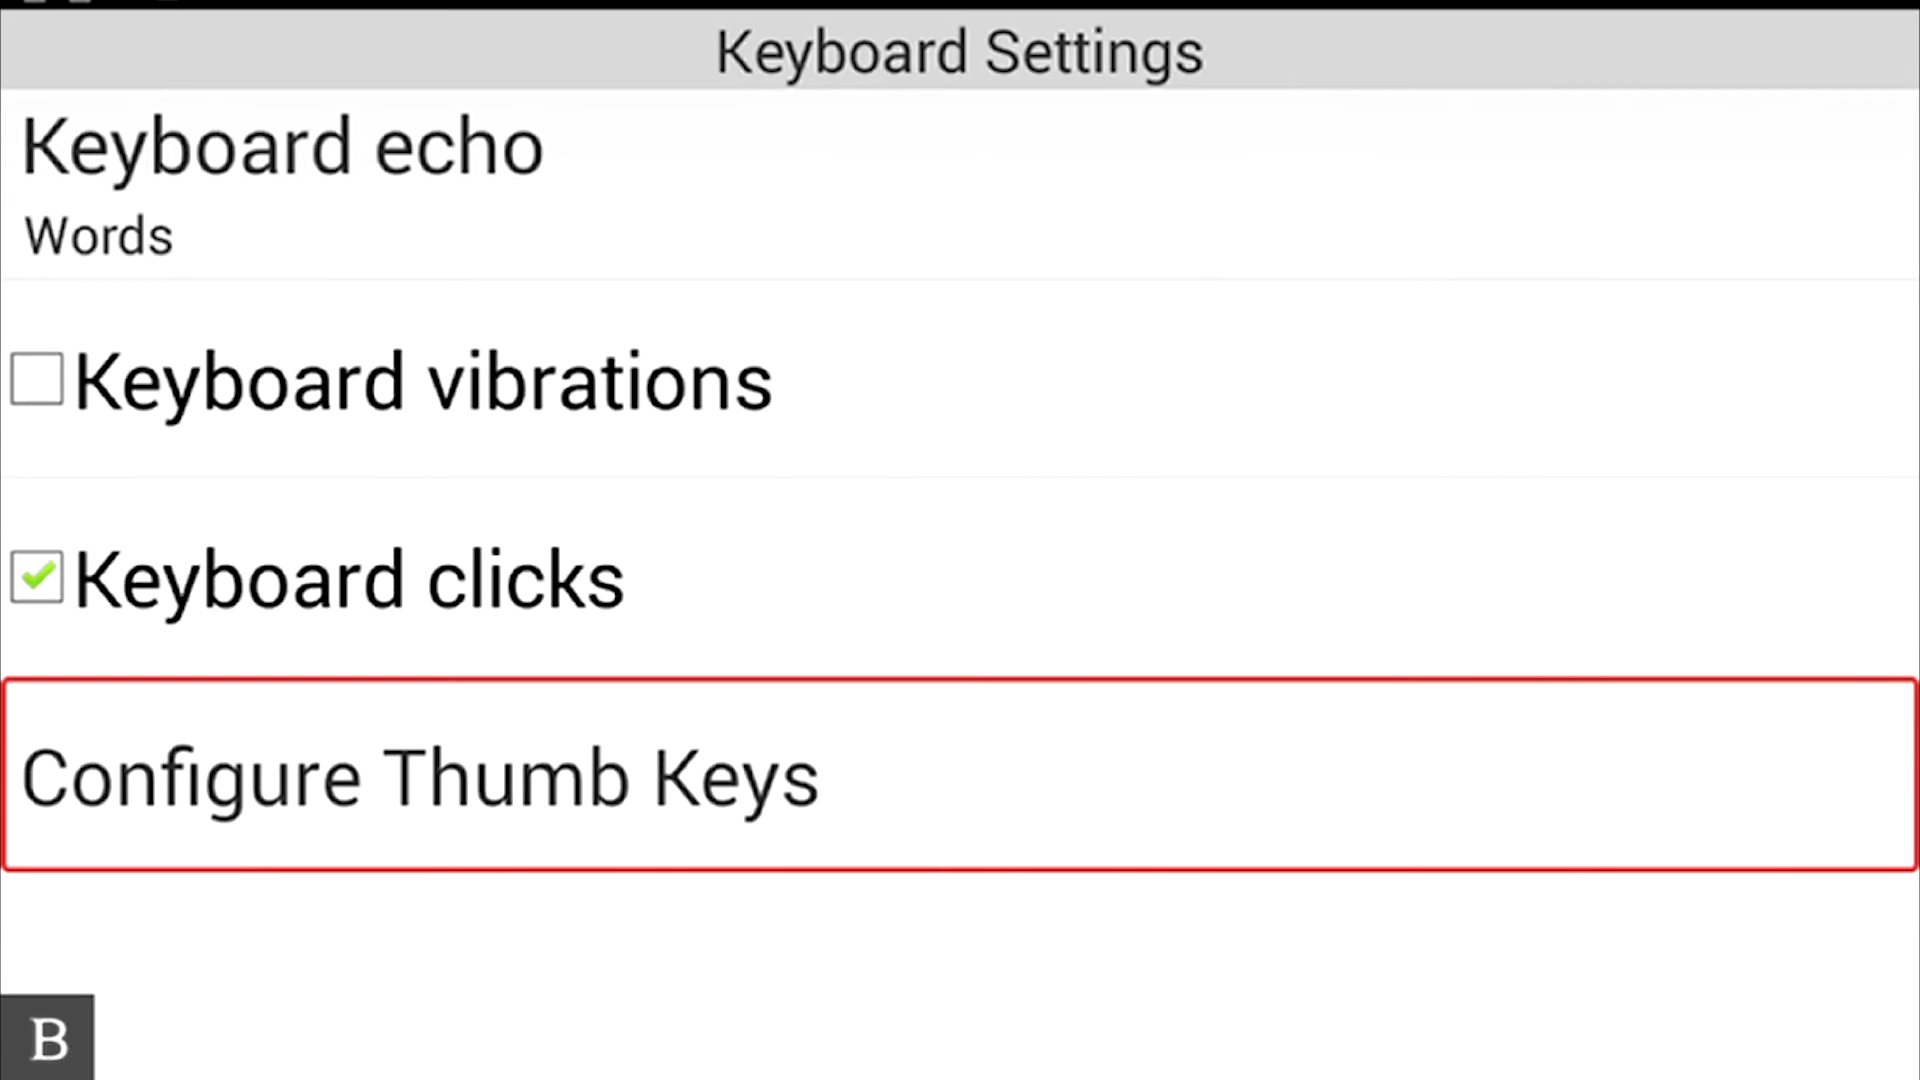 Keyboard Settings
Keyboard echo
Words
Keyboard vibrations
Keyboard clicks
Configure Thumb Keys
B